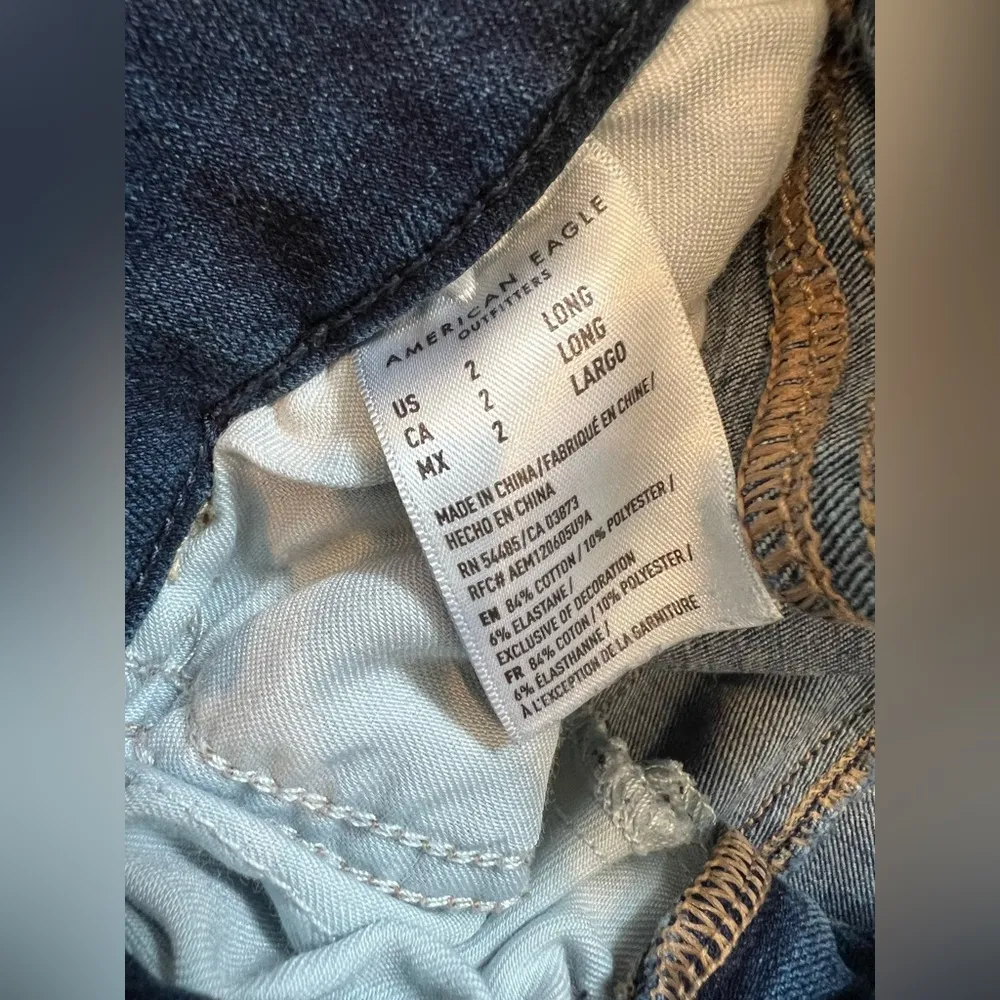 AMERICAN EAGLE
OUTFITTERS
US 2 LONG
CA 2 LONG
MX 2 LARGO
MADE IN CHINA/FABRIQUÉ EN CHINE/
HECHO EN CHINA
RN 54485/CA 03873
RFC# AEM120605U9A
EN 84% COTTON/10% POLYESTER/
6% ELASTANE/
EXCLUSIVE OF DECORATION
FR 84% COTON/10% POLYESTER/
6% ÉLASTHANNE/
À L'EXCEPTION DE LA GARNITURE